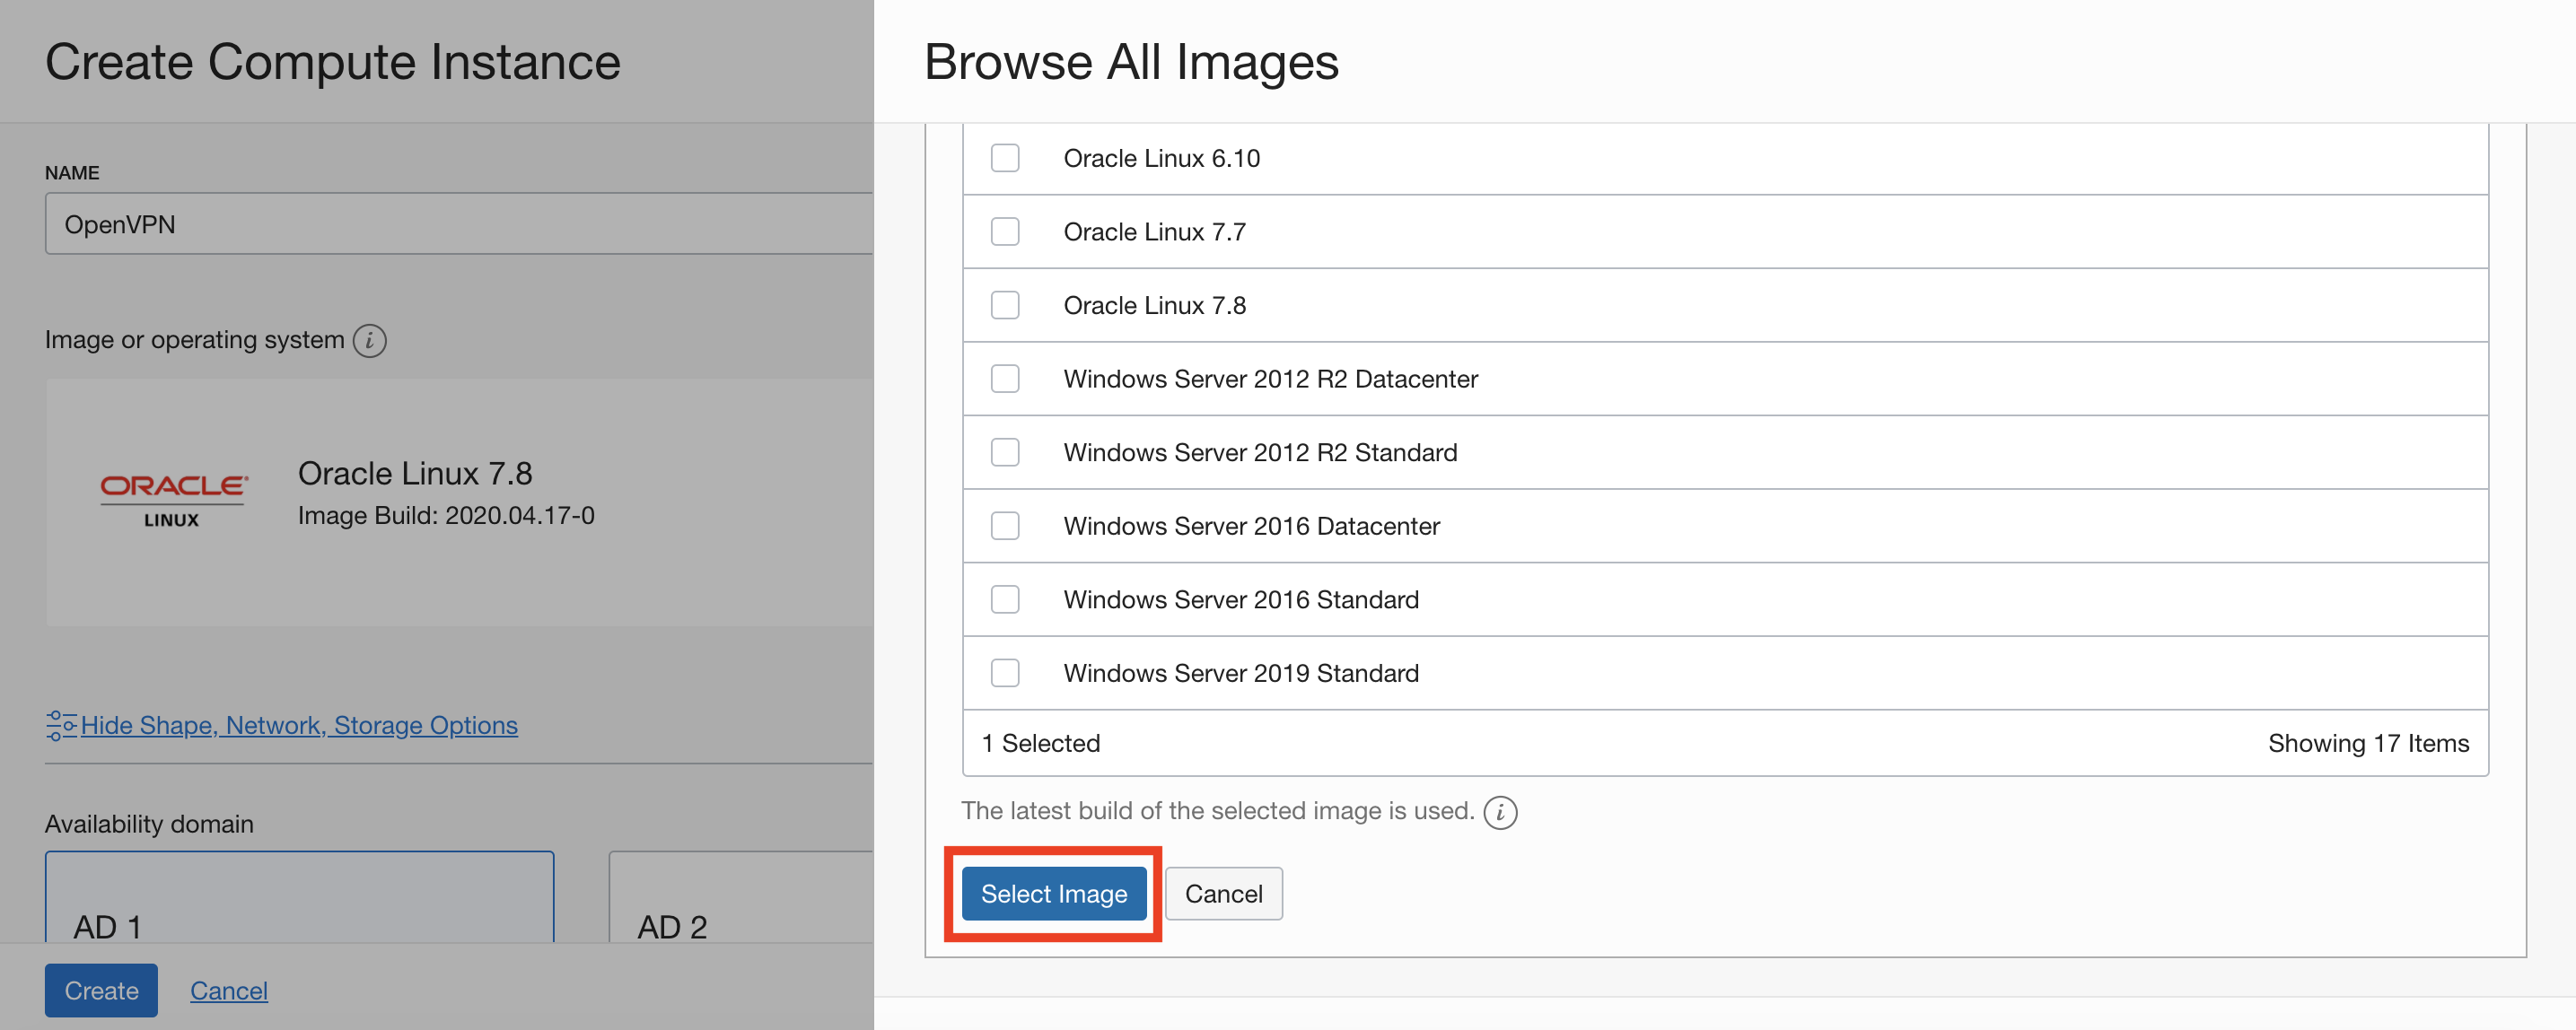 Create Compute Instance
NAME
OpenVPN
Image or operating system i
ORACLE
LINUX
Oracle Linux 7.8
Image Build: 2020.04.17-0
Hide Shape, Network, Storage Options
Availability domain
AD 1
AD 2
Create
Cancel
Browse All Images
Oracle Linux 6.10
Oracle Linux 7.7
Oracle Linux 7.8
Windows Server 2012 R2 Datacenter
Windows Server 2012 R2 Standard
Windows Server 2016 Datacenter
Windows Server 2016 Standard
Windows Server 2019 Standard
1 Selected
Showing 17 Items
The latest build of the selected image is used. i
Select Image
Cancel